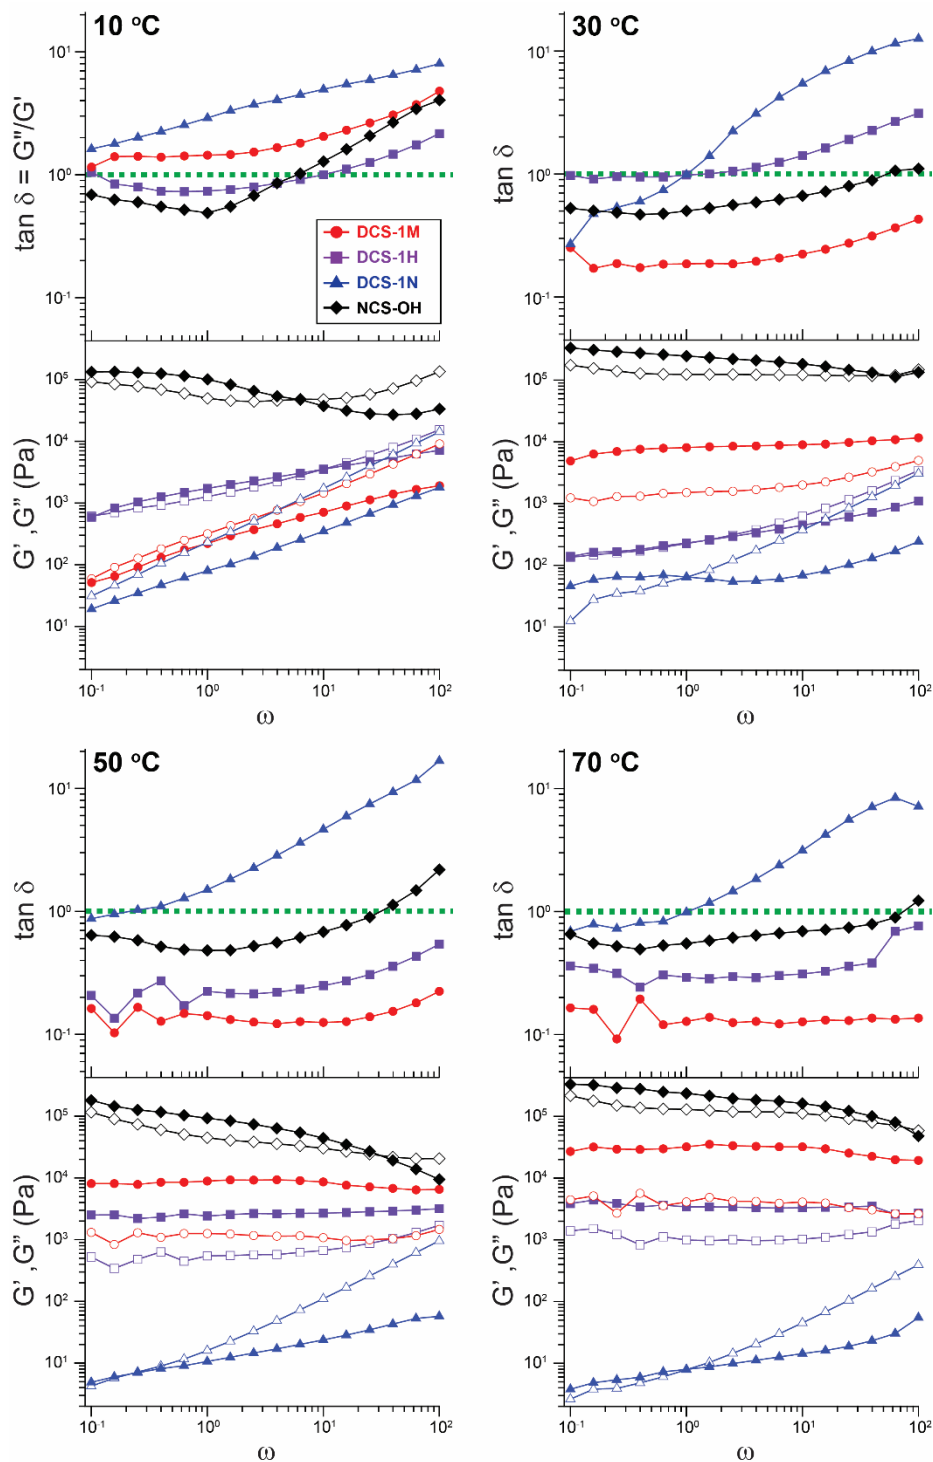 10 °C
tan δ = G"/G'
10¹
10⁰
10⁻¹
DCS-1M
DCS-1H
DCS-1N
NCS-OH
G' , G" (Pa)
10⁵
10⁴
10³
10²
10¹
10⁻¹ 10⁰ 10¹ 10²
ω
30 °C
tan δ
10¹
10⁰
10⁻¹
G' , G" (Pa)
10⁵
10⁴
10³
10²
10¹
10⁻¹ 10⁰ 10¹ 10²
ω
50 °C
tan δ
10¹
10⁰
10⁻¹
G' , G" (Pa)
10⁵
10⁴
10³
10²
10¹
10⁻¹ 10⁰ 10¹ 10²
ω
70 °C
tan δ
10¹
10⁰
10⁻¹
G' , G" (Pa)
10⁵
10⁴
10³
10²
10¹
10⁻¹ 10⁰ 10¹ 10²
ω